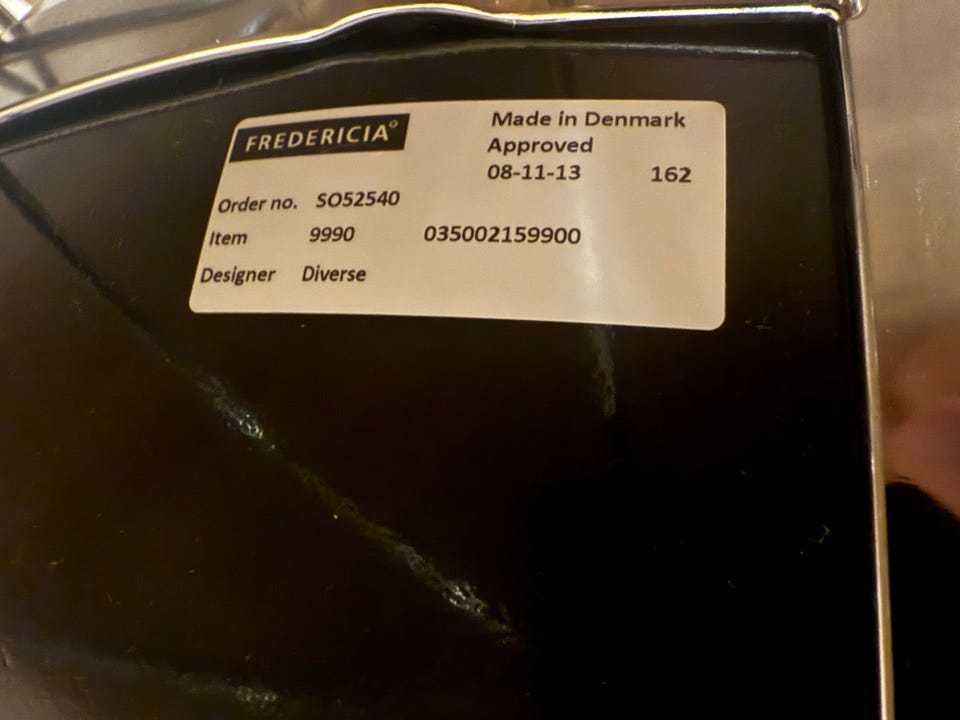 FREDERICIA
Made in Denmark
Approved
08-11-13 162
Order no. SO52540
Item 9990 035002159900
Designer Diverse